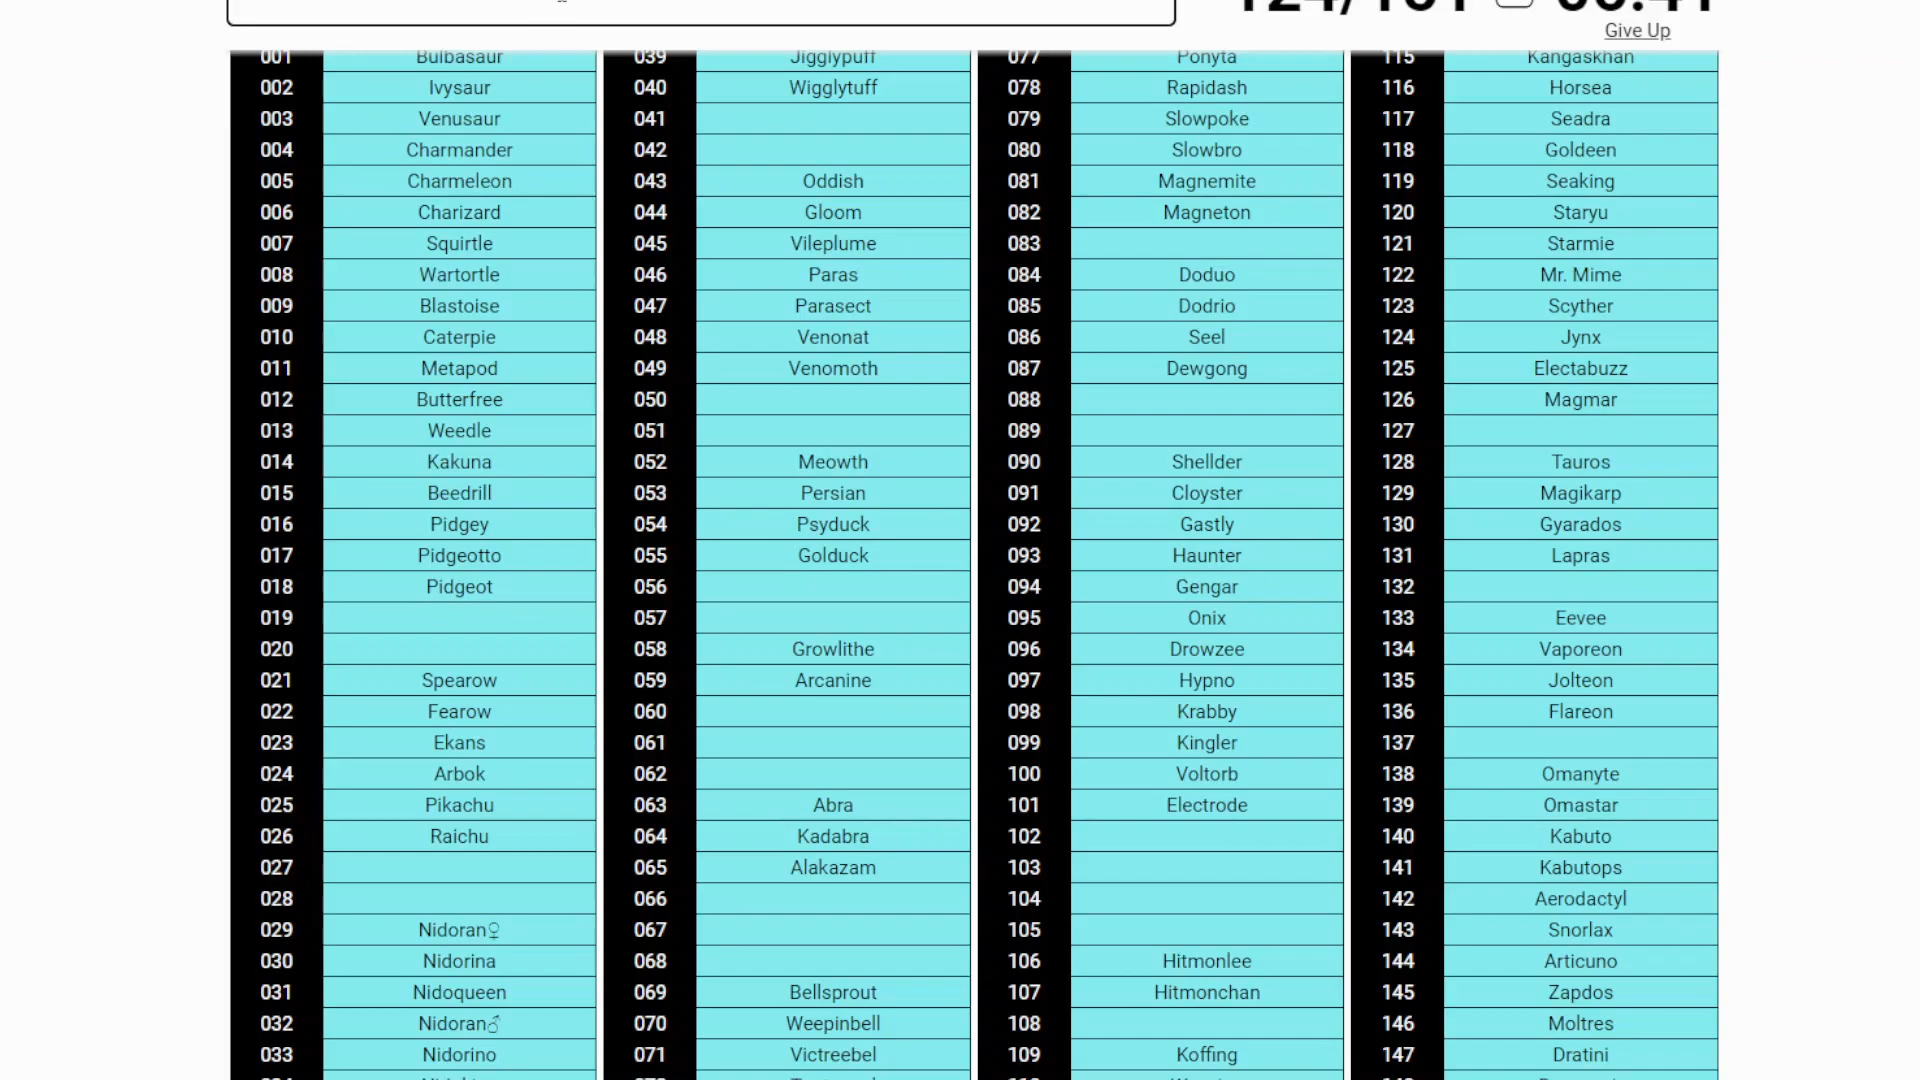 124/151 00:41
Give Up
001 Bulbasaur 039 Jigglypuff 077 Ponyta 115 Kangaskhan
002 Ivysaur 040 Wigglytuff 078 Rapidash 116 Horsea
003 Venusaur 041 079 Slowpoke 117 Seadra
004 Charmander 042 080 Slowbro 118 Goldeen
005 Charmeleon 043 Oddish 081 Magnemite 119 Seaking
006 Charizard 044 Gloom 082 Magneton 120 Staryu
007 Squirtle 045 Vileplume 083 121 Starmie
008 Wartortle 046 Paras 084 Doduo 122 Mr. Mime
009 Blastoise 047 Parasect 085 Dodrio 123 Scyther
010 Caterpie 048 Venonat 086 Seel 124 Jynx
011 Metapod 049 Venomoth 087 Dewgong 125 Electabuzz
012 Butterfree 050 088 126 Magmar
013 Weedle 051 089 127
014 Kakuna 052 Meowth 090 Shellder 128 Tauros
015 Beedrill 053 Persian 091 Cloyster 129 Magikarp
016 Pidgey 054 Psyduck 092 Gastly 130 Gyarados
017 Pidgeotto 055 Golduck 093 Haunter 131 Lapras
018 Pidgeot 056 094 Gengar 132
019 057 095 Onix 133 Eevee
020 058 Growlithe 096 Drowzee 134 Vaporeon
021 Spearow 059 Arcanine 097 Hypno 135 Jolteon
022 Fearow 060 098 Krabby 136 Flareon
023 Ekans 061 099 Kingler 137
024 Arbok 062 100 Voltorb 138 Omanyte
025 Pikachu 063 Abra 101 Electrode 139 Omastar
026 Raichu 064 Kadabra 102 140 Kabuto
027 065 Alakazam 103 141 Kabutops
028 066 104 142 Aerodactyl
029 Nidoran♀ 067 105 143 Snorlax
030 Nidorina 068 106 Hitmonlee 144 Articuno
031 Nidoqueen 069 Bellsprout 107 Hitmonchan 145 Zapdos
032 Nidoran♂ 070 Weepinbell 108 146 Moltres
033 Nidorino 071 Victreebel 109 Koffing 147 Dratini